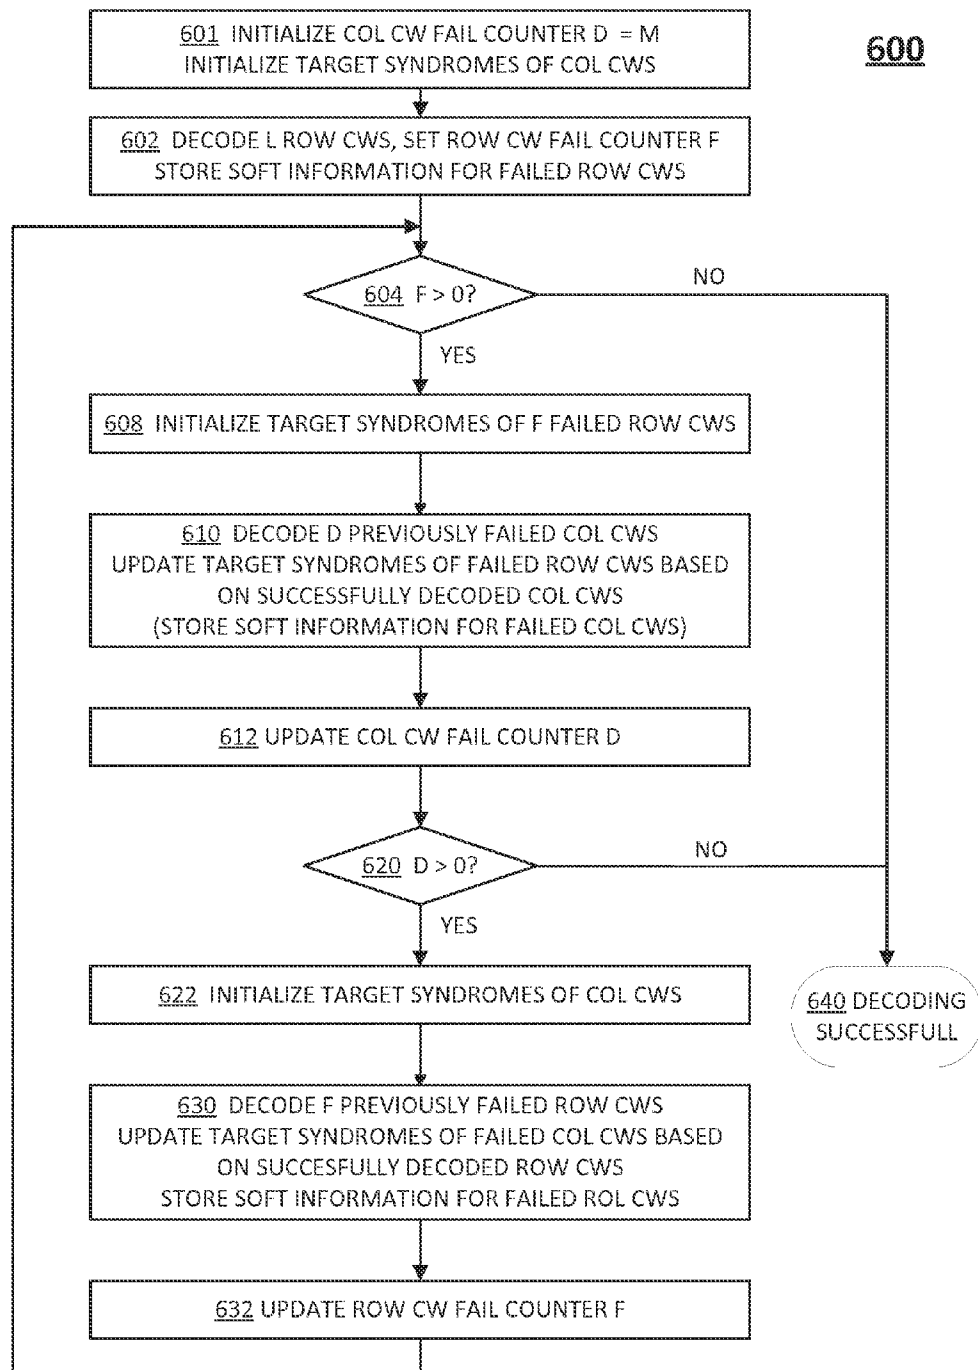 601 INITIALIZE COL CW FAIL COUNTER D = M
INITIALIZE TARGET SYNDROMES OF COL CWS
600
602 DECODE L ROW CWS, SET ROW CW FAIL COUNTER F
STORE SOFT INFORMATION FOR FAILED ROW CWS
604 F > 0?
NO
YES
608 INITIALIZE TARGET SYNDROMES OF F FAILED ROW CWS
610 DECODE D PREVIOUSLY FAILED COL CWS
UPDATE TARGET SYNDROMES OF FAILED ROW CWS BASED
ON SUCCESSFULLY DECODED COL CWS
(STORE SOFT INFORMATION FOR FAILED COL CWS)
612 UPDATE COL CW FAIL COUNTER D
620 D > 0?
NO
YES
622 INITIALIZE TARGET SYNDROMES OF COL CWS
640 DECODING
SUCCESSFULL
630 DECODE F PREVIOUSLY FAILED ROW CWS
UPDATE TARGET SYNDROMES OF FAILED COL CWS BASED
ON SUCCESFULLY DECODED ROW CWS
STORE SOFT INFORMATION FOR FAILED ROL CWS
632 UPDATE ROW CW FAIL COUNTER F